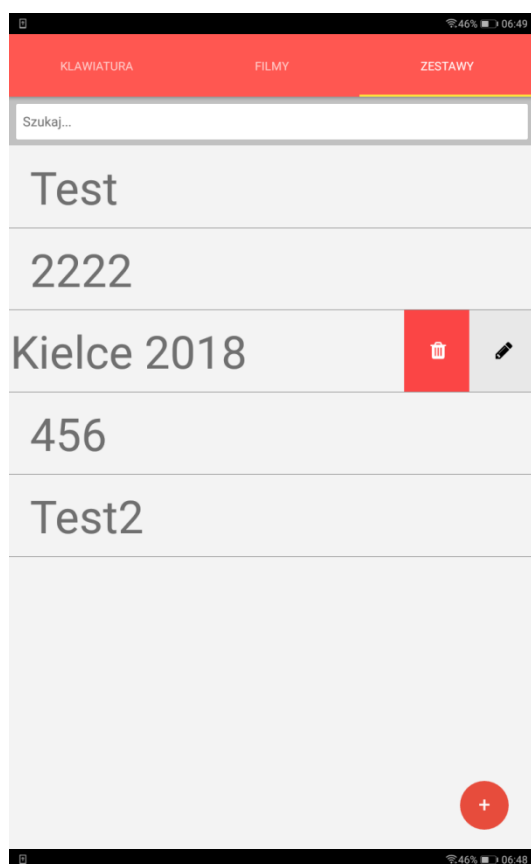 46% 06:49
KLAWIATURA FILMY ZESTAWY
Szukaj...
Test
2222
Kielce 2018
456
Test2
+
46% 06:48